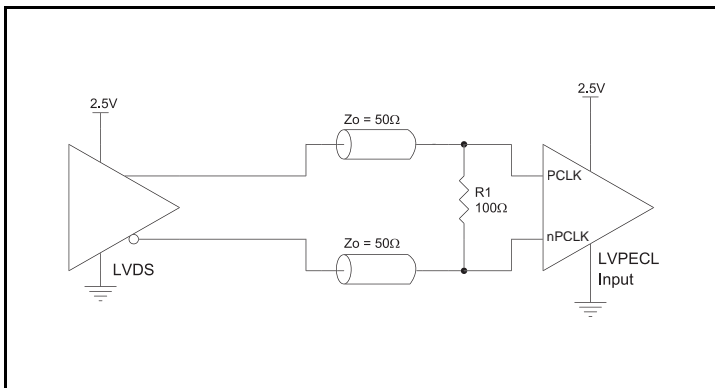 2.5V
Zo = 50Ω
2.5V
PCLK
R1
100Ω
nPCLK
Zo = 50Ω
LVDS
LVPECL
Input